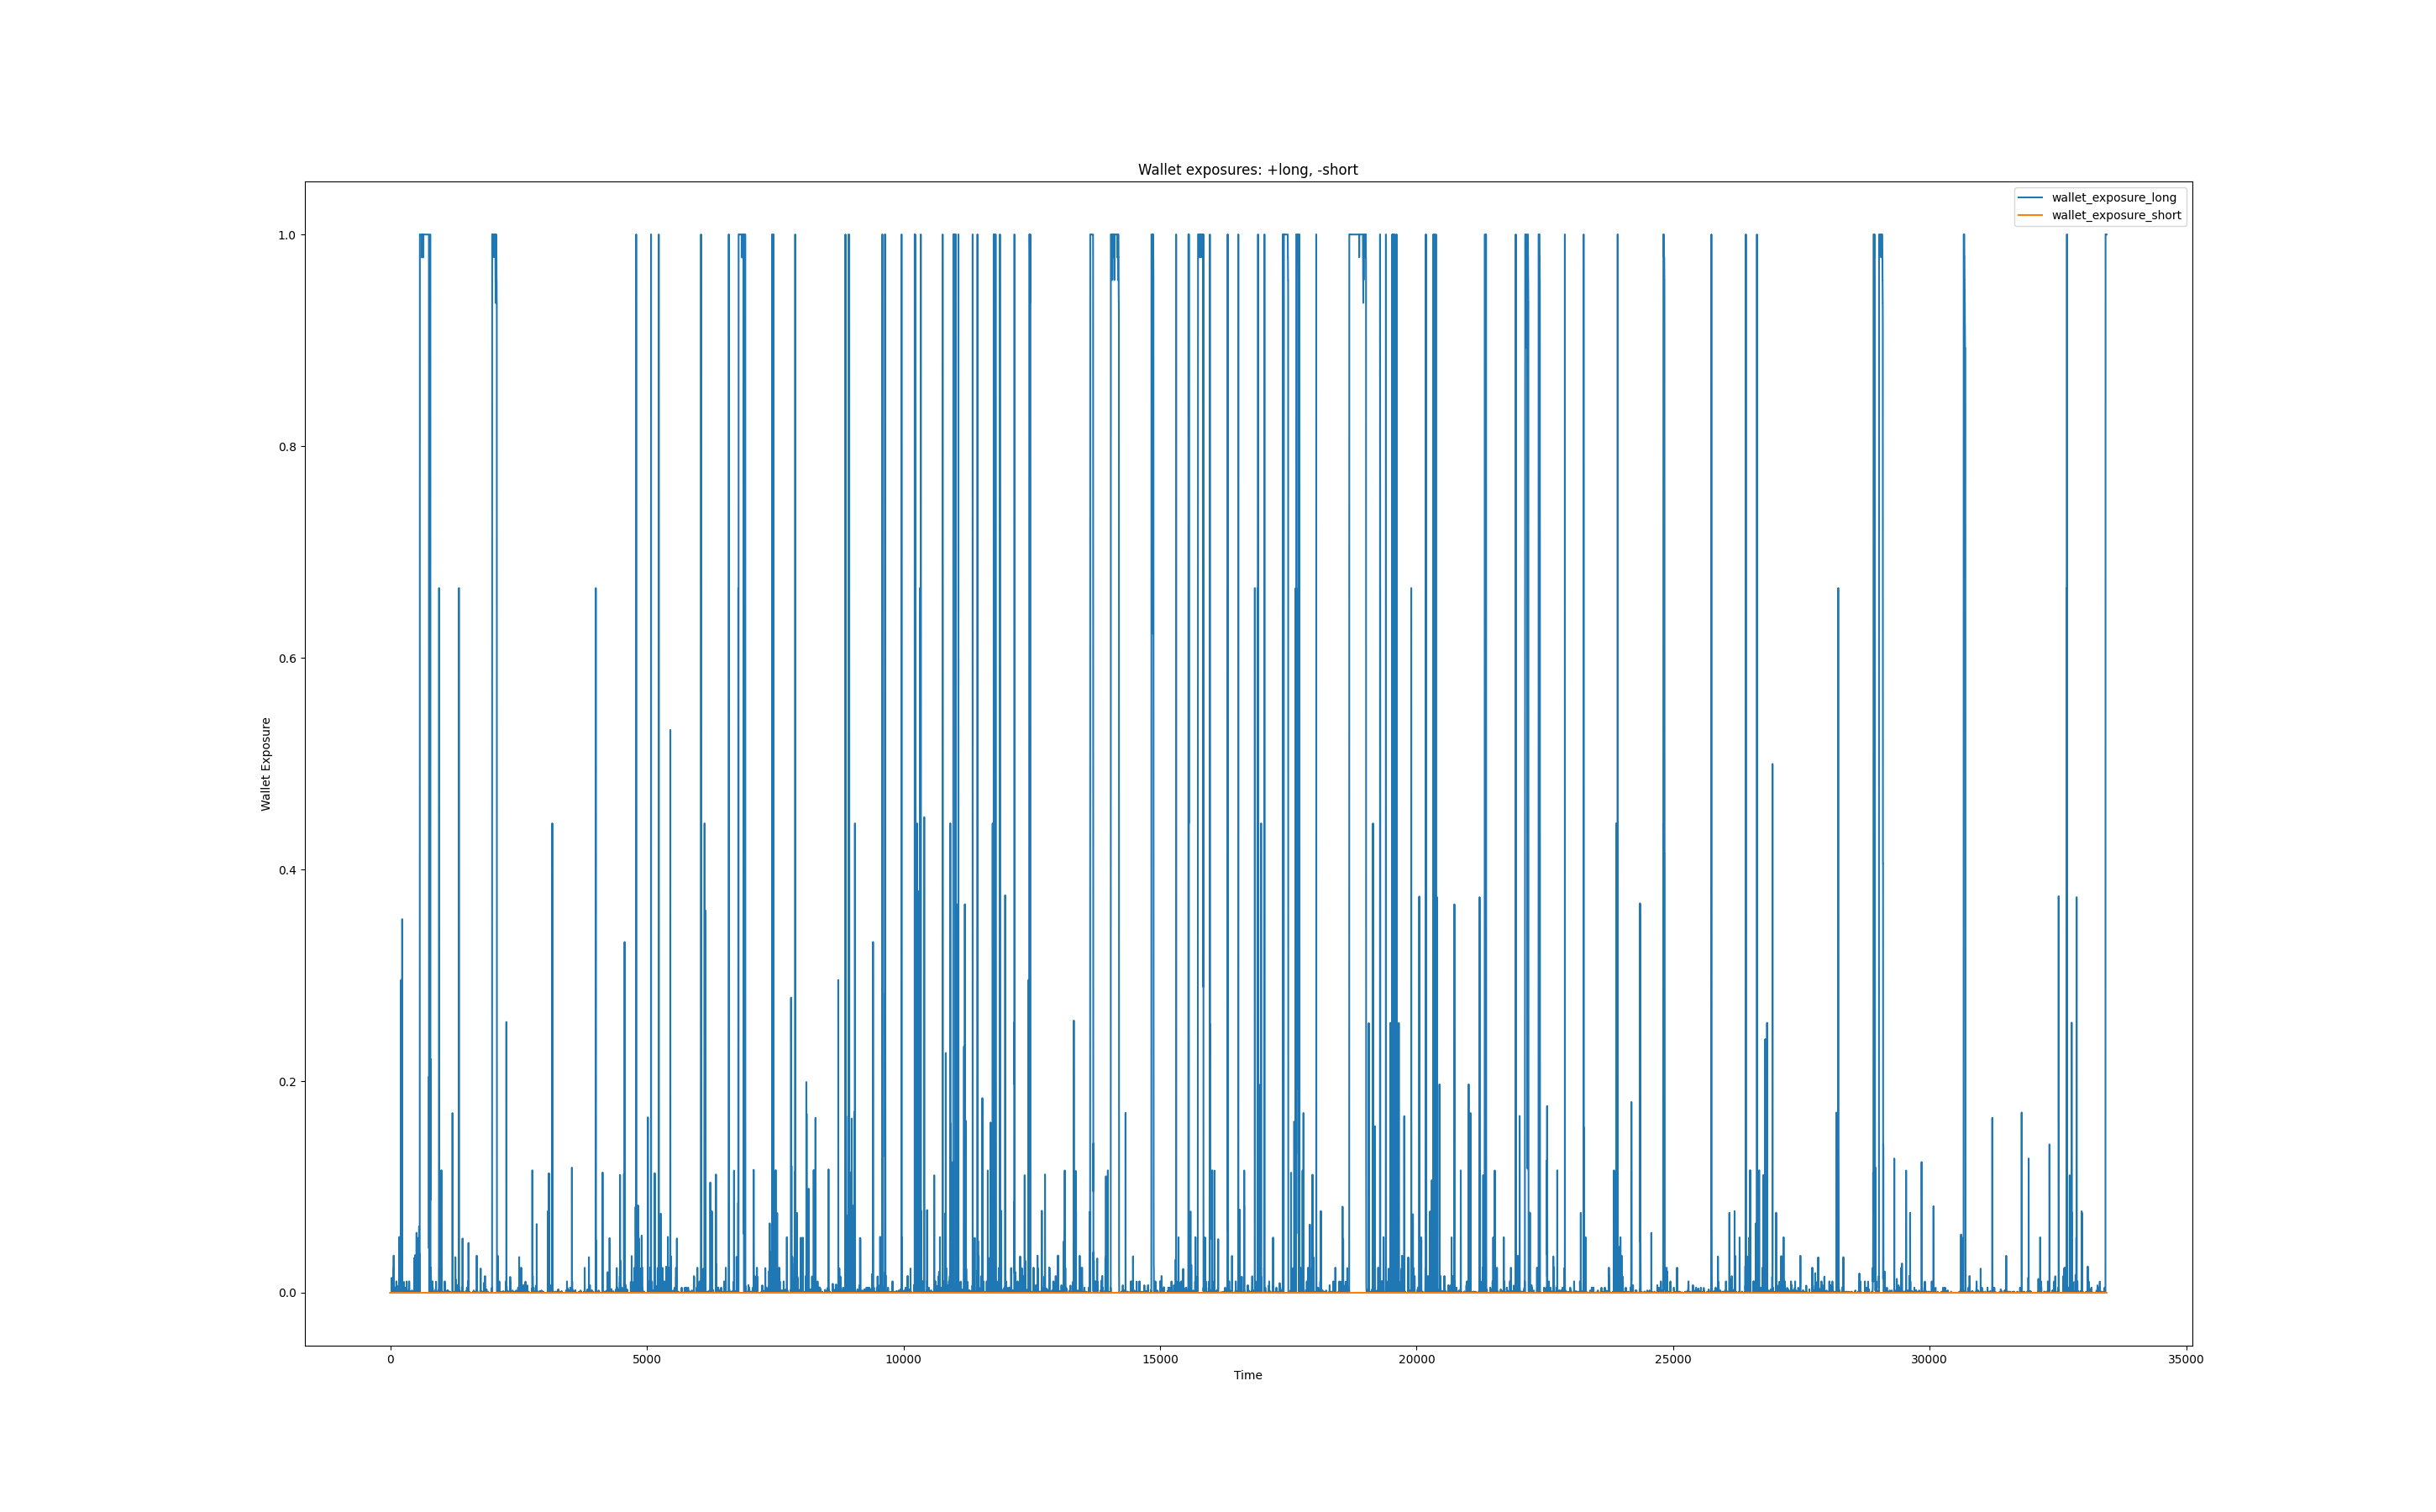 Wallet exposures: +long, -short
wallet_exposure_long
wallet_exposure_short
1.0
0.8
0.6
0.4
0.2
0.0
Wallet Exposure
0 5000 10000 15000 20000 25000 30000 35000
Time